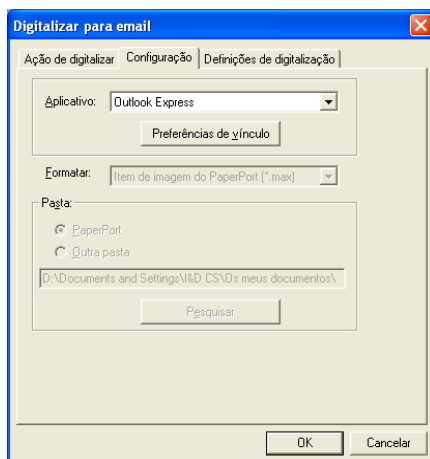 Digitalizar para email
Ação de digitalizar Configuração Definições de digitalização
Aplicativo: Outlook Express
Preferências de vínculo
Formatar: Item de imagem do PaperPort (*.max)
Pasta:
PaperPort
Outra pasta
D:\Documents and Settings\I&D CS\Os meus documentos\
Pesquisar
OK Cancelar